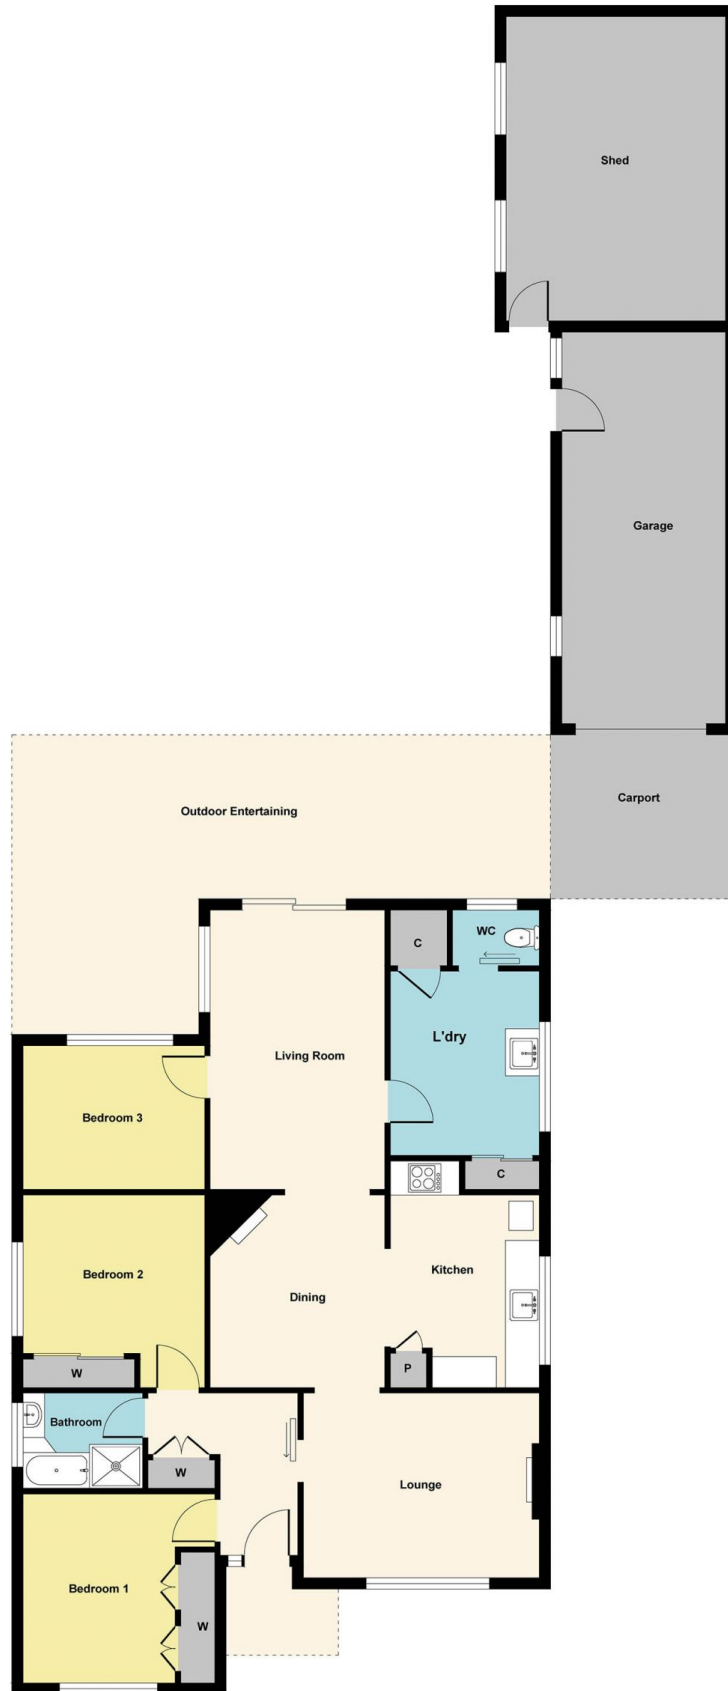 Shed
Garage
Outdoor Entertaining
Carport
C
WC
L'dry
Living Room
Bedroom 3
C
Bedroom 2
Kitchen
Dining
W
P
Bathroom
W
Lounge
Bedroom 1
W